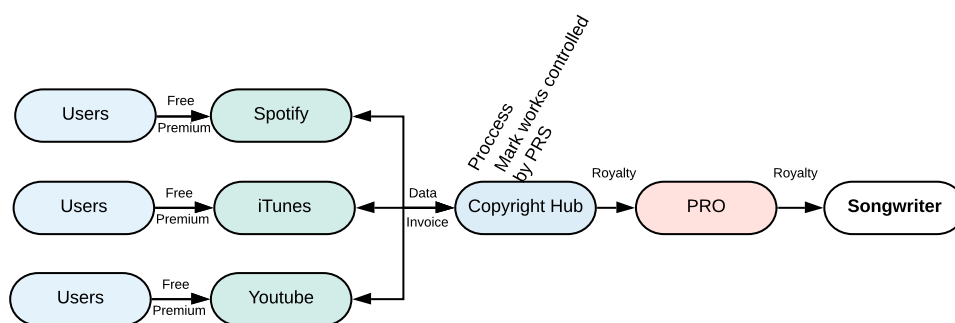 Proccess
Mark works controlled
by PRS
Users
Free
Premium
Spotify
Users
Free
Premium
iTunes
Data
Invoice
Copyright Hub
Royalty
PRO
Royalty
Songwriter
Users
Free
Premium
Youtube